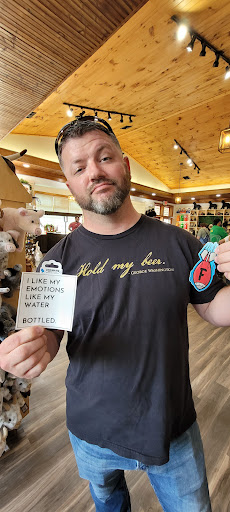 Hold my beer.
GEORGE WASHINGTON
I LIKE MY
EMOTIONS
LIKE MY
WATER
BOTTLED.
F